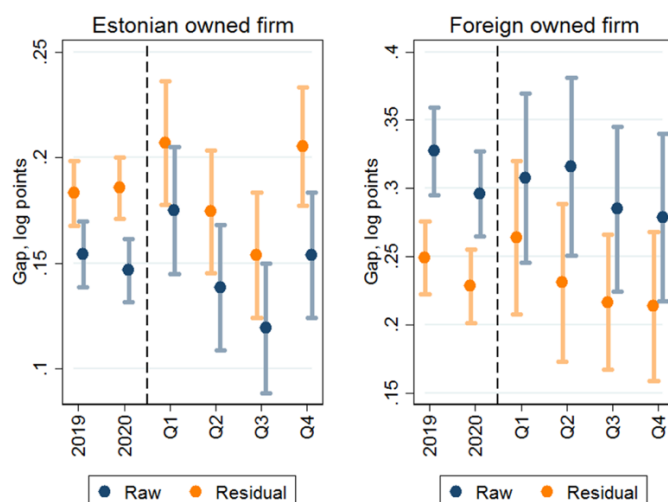 Estonian owned firm
Gap, log points
.25
.2
.15
.1
2019
2020
Q1
Q2
Q3
Q4
Raw
Residual
Foreign owned firm
Gap, log points
.4
.35
.3
.25
.2
.15
2019
2020
Q1
Q2
Q3
Q4
Raw
Residual